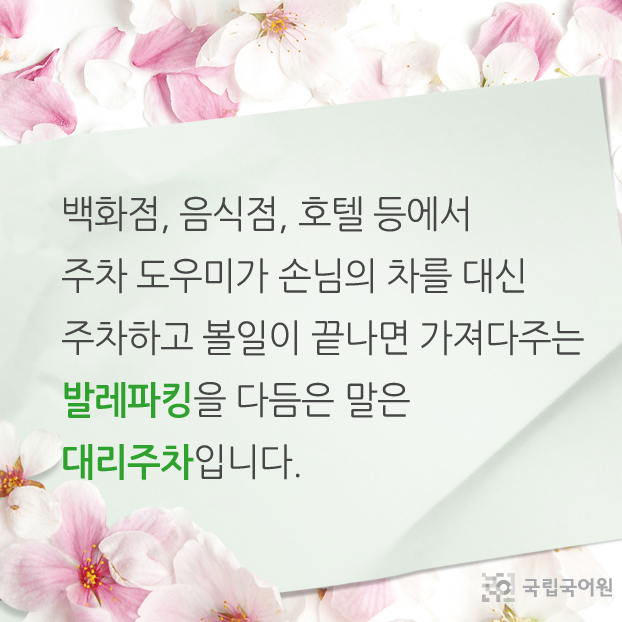 백화점, 음식점, 호텔 등에서
주차 도우미가 손님의 차를 대신
주차하고 볼일이 끝나면 가져다주는
발레파킹을 다듬은 말은
대리주차입니다.
국립국어원